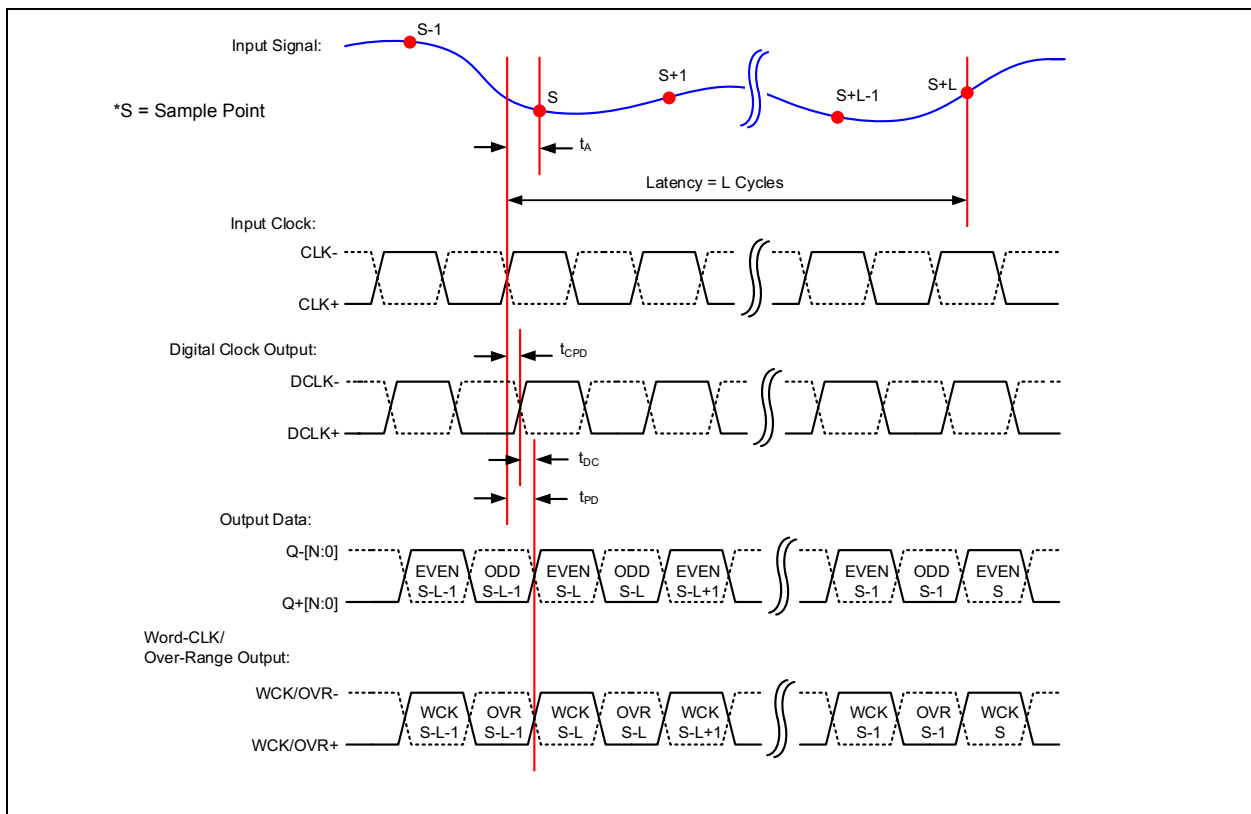 Input Signal:
S-1
S
S+1
S+L-1
S+L
*S = Sample Point
tA
Latency = L Cycles
Input Clock:
CLK-
CLK+
Digital Clock Output:
tCPD
DCLK-
DCLK+
tDC
tPD
Output Data:
Q-[N:0]
EVEN ODD EVEN ODD EVEN EVEN ODD EVEN
S-L-1 S-L-1 S-L S-L S-L+1 S-1 S-1 S
Q+[N:0]
Word-CLK/
Over-Range Output:
WCK/OVR-
WCK OVR WCK OVR WCK WCK OVR WCK
S-L-1 S-L-1 S-L S-L S-L+1 S-1 S-1 S
WCK/OVR+